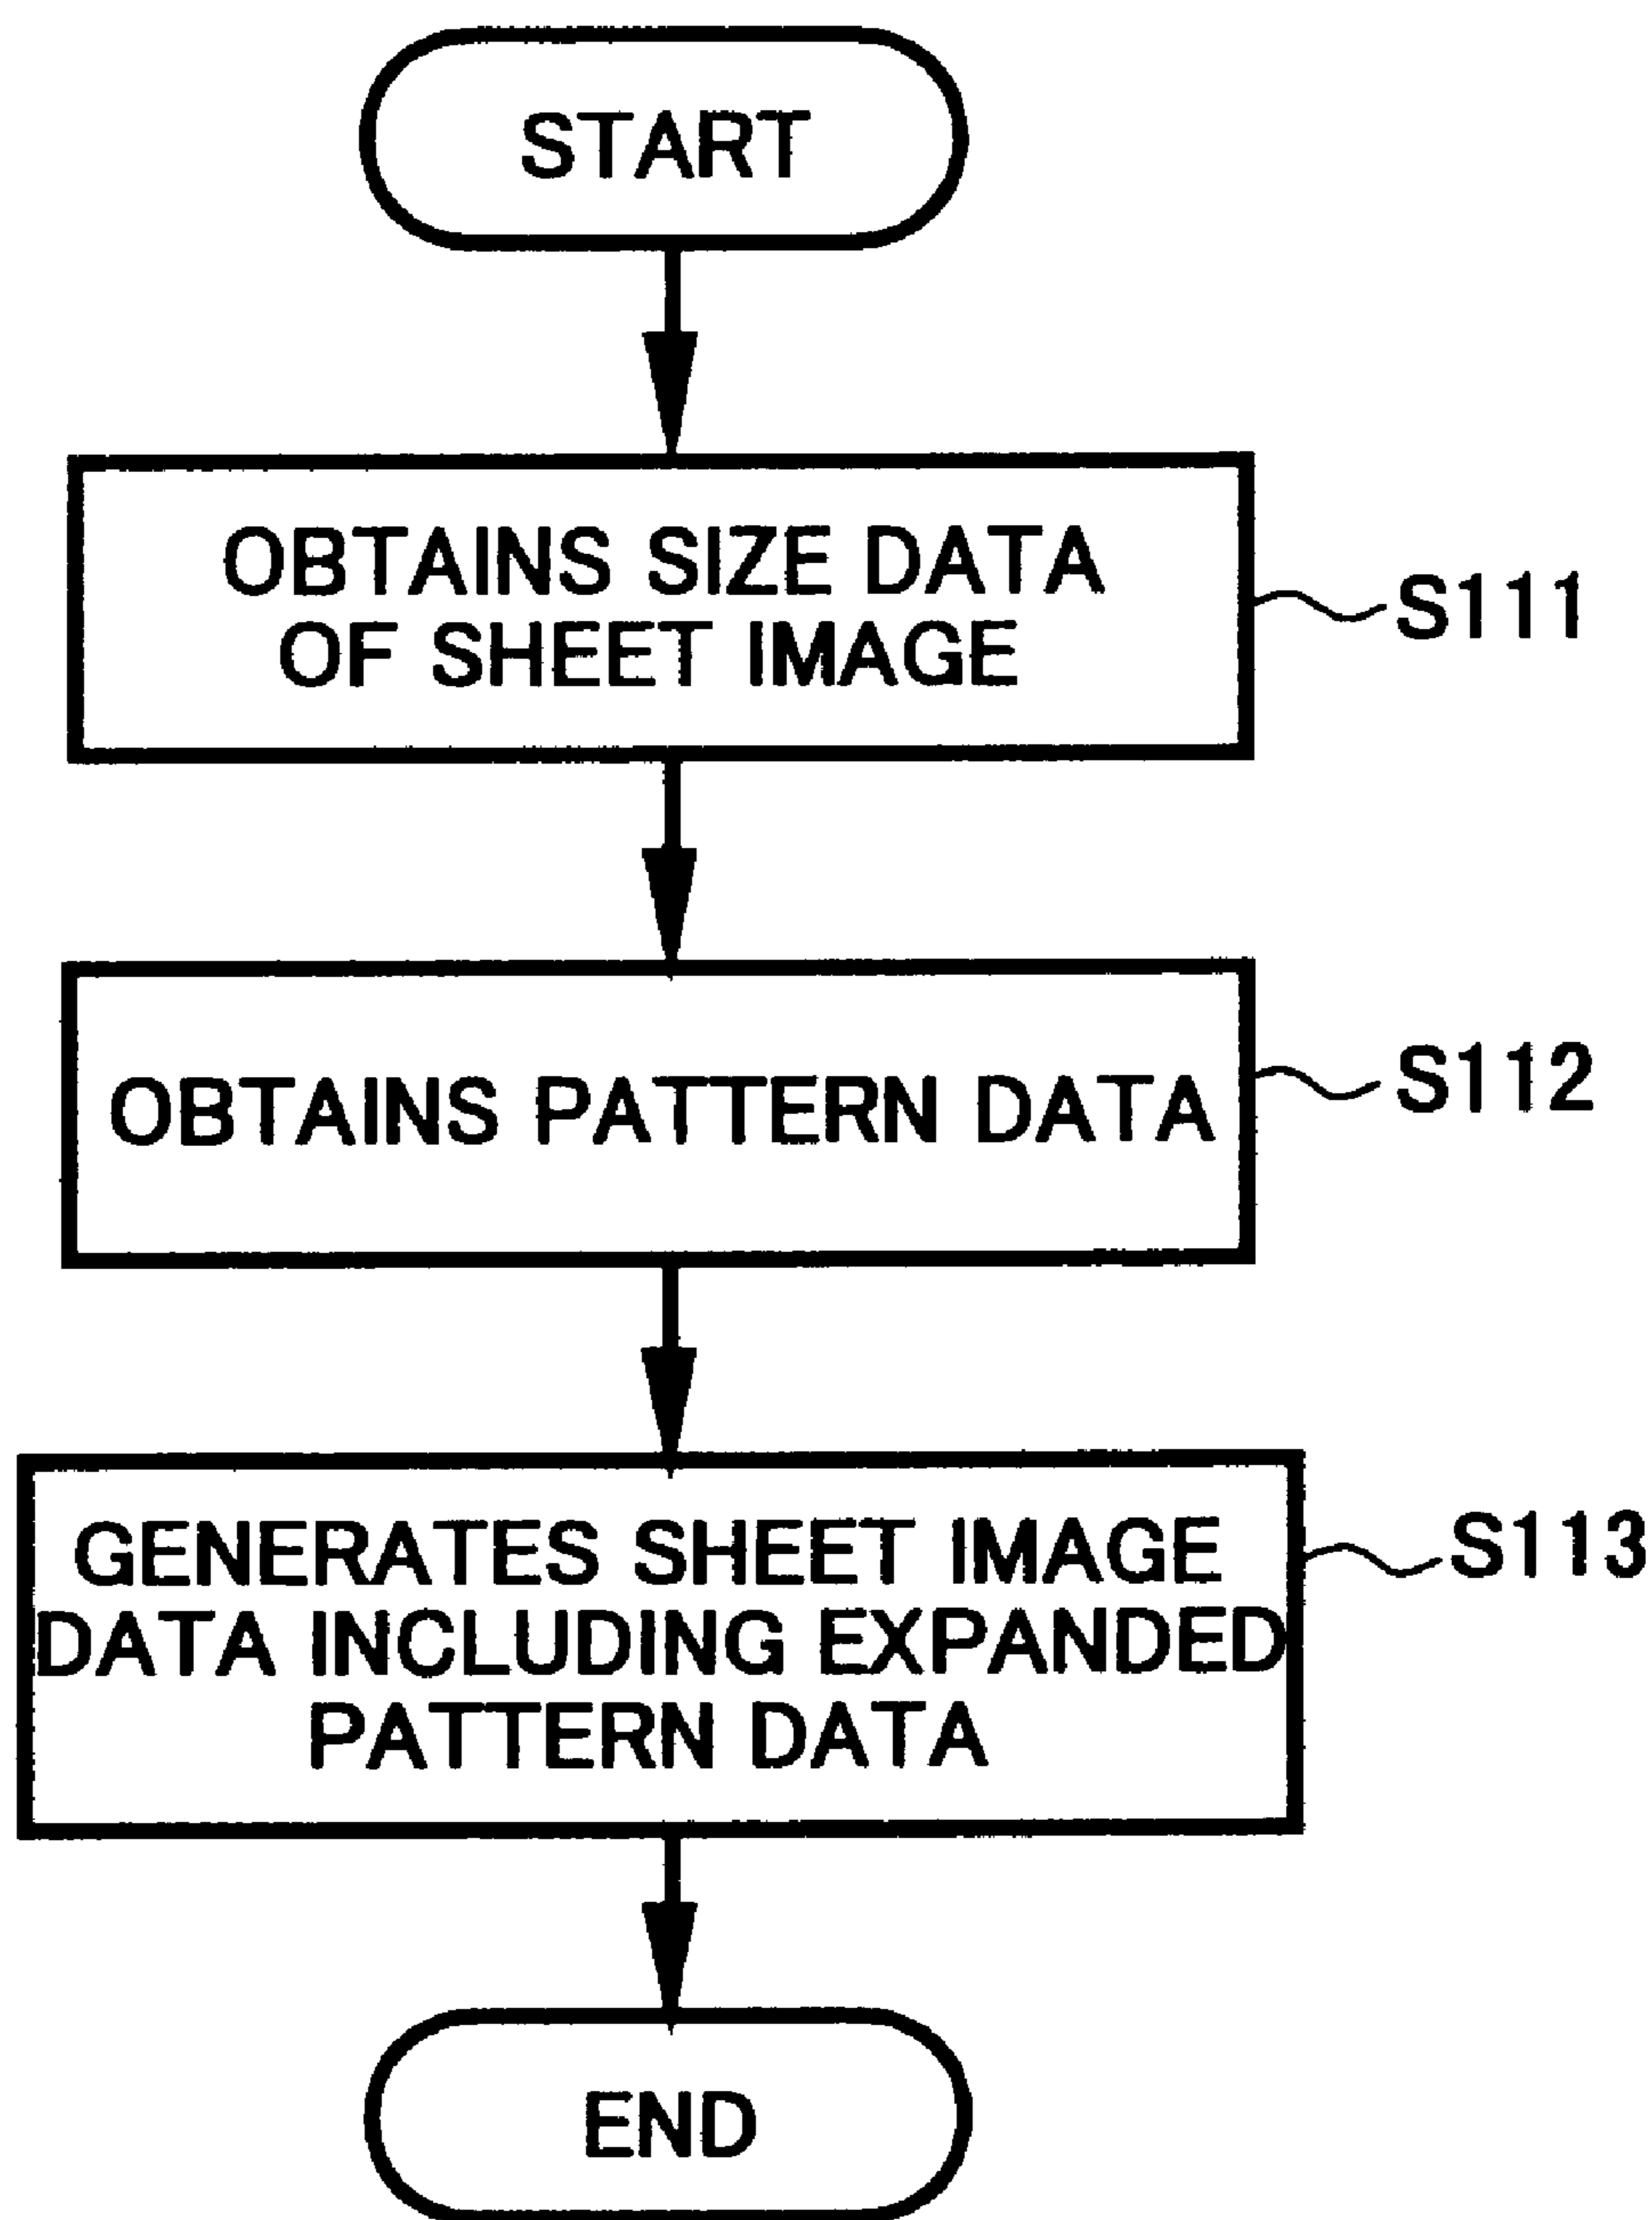 START
OBTAINS SIZE DATA
OF SHEET IMAGE
S111
OBTAINS PATTERN DATA
S112
GENERATES SHEET IMAGE
DATA INCLUDING EXPANDED
PATTERN DATA
S113
END